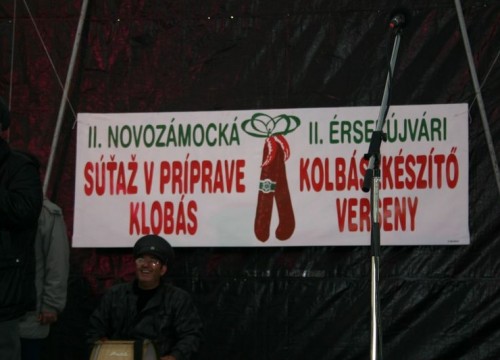 II. NOVOZÁMOCKÁ
SÚŤAŽ V PRÍPRAVE
KLOBÁS
II. ÉRSEKÚJVÁRI
KOLBÁSZKÉSZÍTŐ
VERSENY